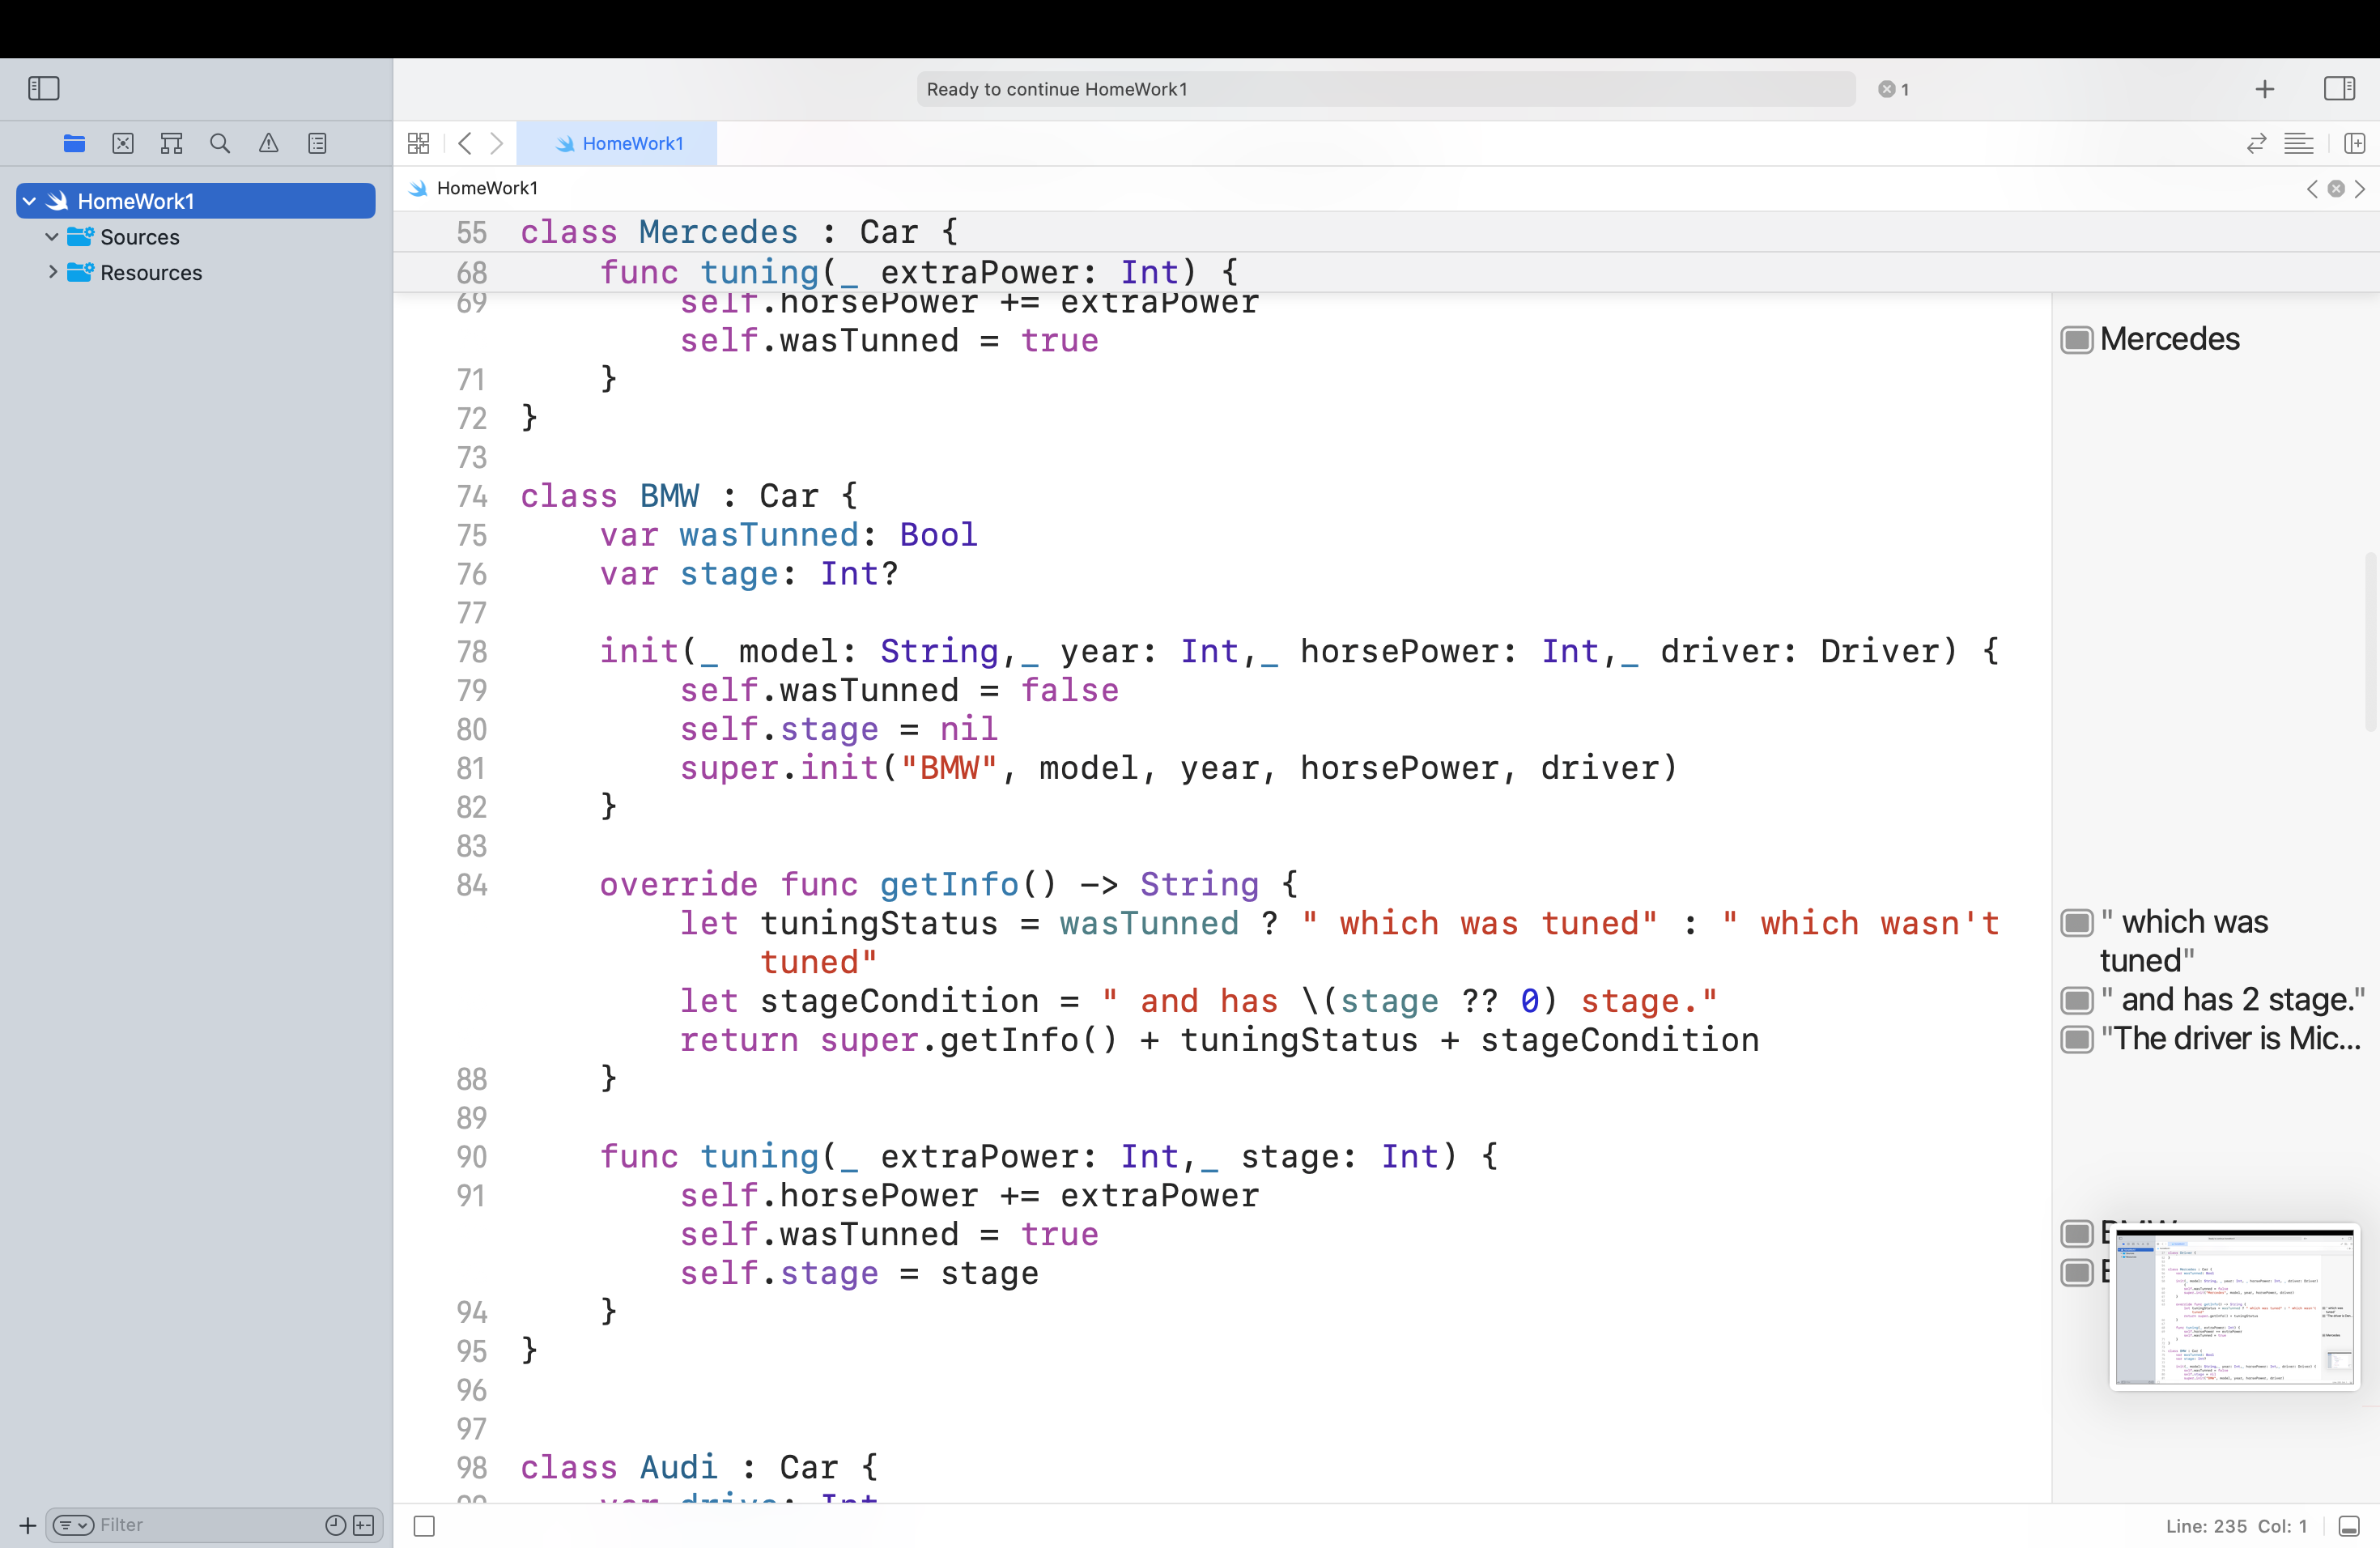 Ready to continue HomeWork1
1
HomeWork1
HomeWork1
HomeWork1
Sources
Resources
55 class Mercedes : Car {
68 func tuning(_ extraPower: Int) {
69 self.horsePower += extraPower
self.wasTunned = true
Mercedes
71 }
72 }
73
74 class BMW : Car {
75 var wasTunned: Bool
76 var stage: Int?
77
78 init(_ model: String,_ year: Int,_ horsePower: Int,_ driver: Driver) {
79 self.wasTunned = false
80 self.stage = nil
81 super.init("BMW", model, year, horsePower, driver)
82 }
83
84 override func getInfo() -> String {
let tuningStatus = wasTunned ? " which was tuned" : " which wasn't
tuned"
" which was
tuned"
let stageCondition = " and has \(stage ?? 0) stage."
" and has 2 stage."
return super.getInfo() + tuningStatus + stageCondition
"The driver is Mic...
88 }
89
90 func tuning(_ extraPower: Int,_ stage: Int) {
91 self.horsePower += extraPower
self.wasTunned = true
self.stage = stage
94 }
95 }
96
97
98 class Audi : Car {
99 var drive: Int
Filter
Line: 235 Col: 1